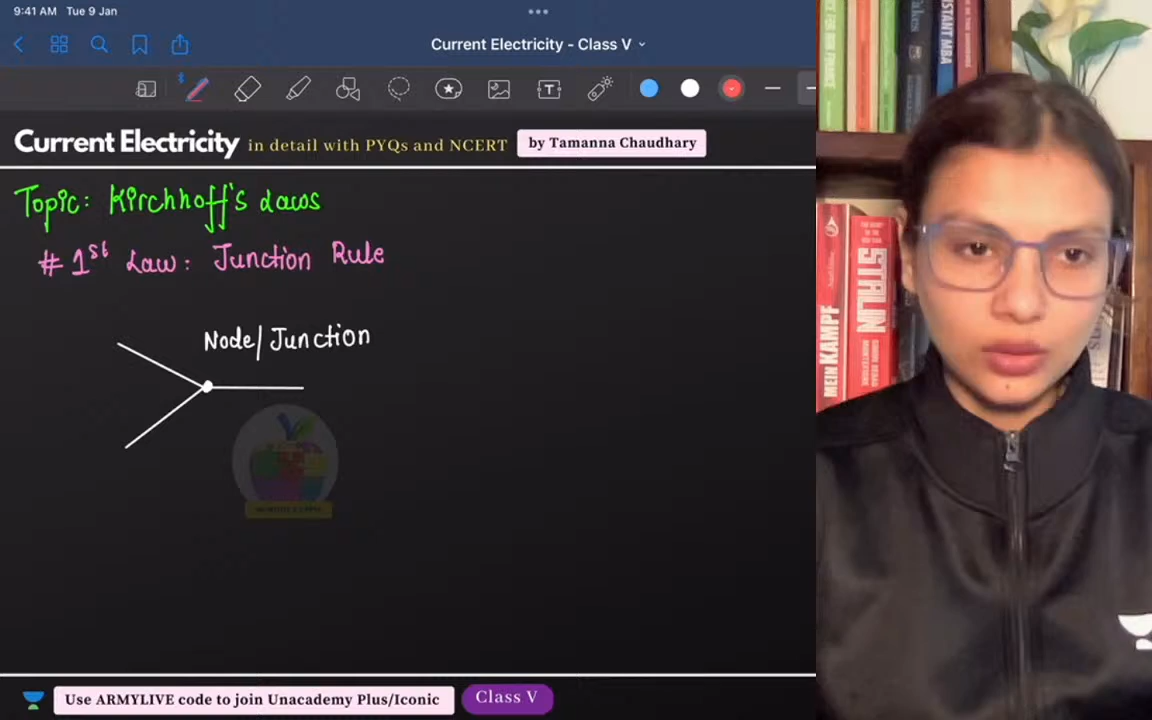 9:41 AM Tue 9 Jan
Current Electricity - Class V
Current Electricity in detail with PYQs and NCERT by Tamanna Chaudhary
Topic: Kirchhoff's Laws
# 1st Law: Junction Rule
Node/Junction
Use ARMYLIVE code to join Unacademy Plus/Iconic Class V
ISTANT MBA
STALIN
MEIN KAMPF